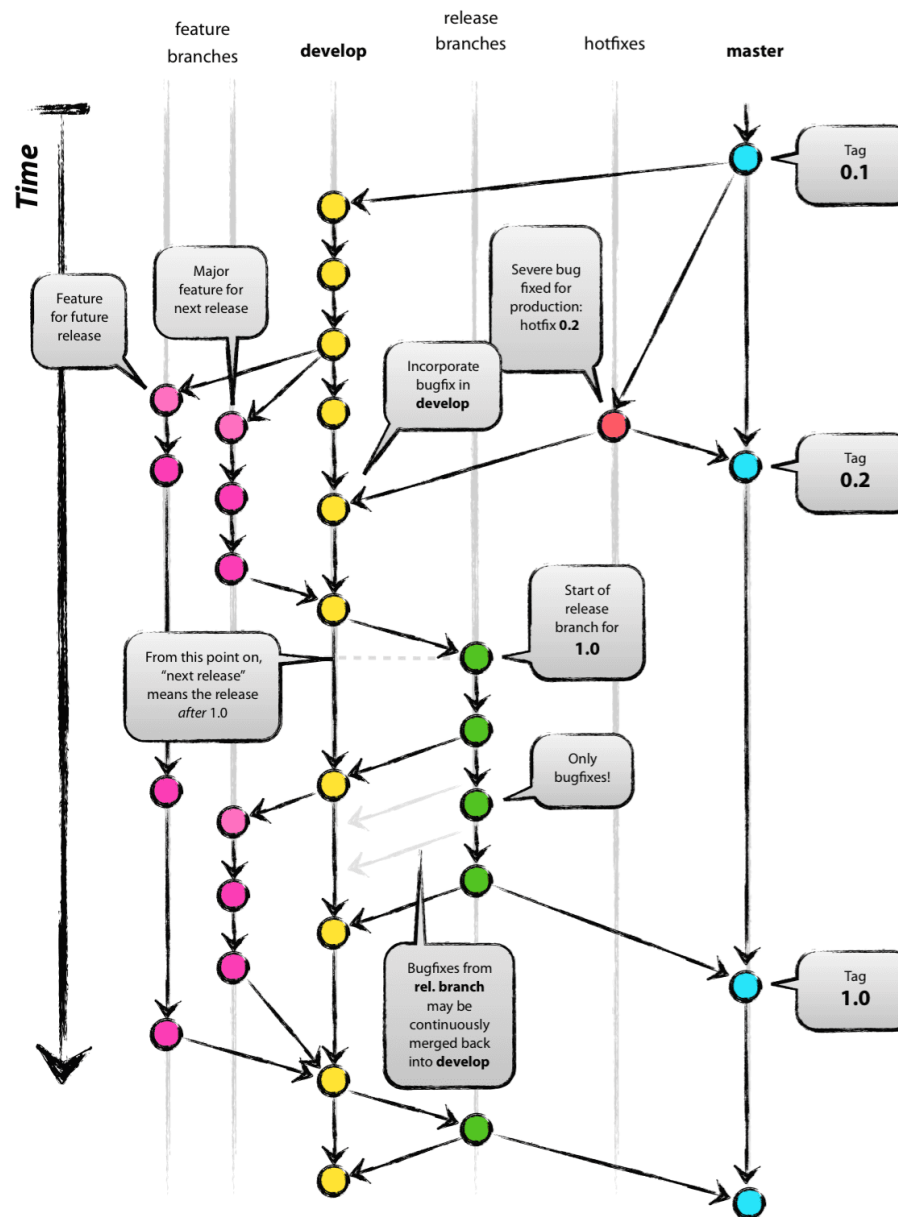 feature
branches
develop
release
branches
hotfixes
master
Time
Tag
0.1
Major
feature for
next release
Severe bug
fixed for
production:
hotfix 0.2
Feature
for future
release
Incorporate
bugfix in
develop
Tag
0.2
Start of
release
branch for
1.0
From this point on,
“next release”
means the release
after 1.0
Only
bugfixes!
Bugfixes from
rel. branch
may be
continuously
merged back
into develop
Tag
1.0